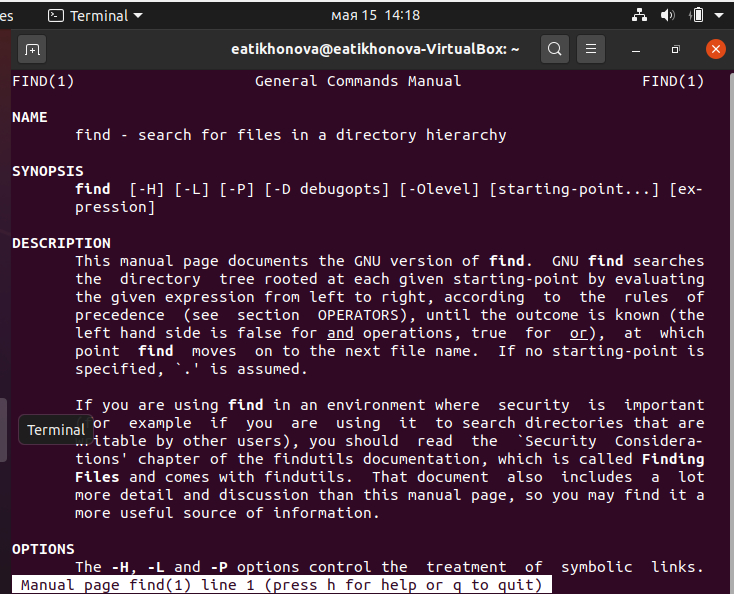 es Terminal мая 15 14:18
eatikhonova@eatikhonova-VirtualBox: ~
FIND(1) General Commands Manual FIND(1)
NAME
find - search for files in a directory hierarchy
SYNOPSIS
find [-H] [-L] [-P] [-D debugopts] [-Olevel] [starting-point...] [ex-
pression]
DESCRIPTION
This manual page documents the GNU version of find. GNU find searches
the directory tree rooted at each given starting-point by evaluating
the given expression from left to right, according to the rules of
precedence (see section OPERATORS), until the outcome is known (the
left hand side is false for and operations, true for or), at which
point find moves on to the next file name. If no starting-point is
specified, `.' is assumed.
If you are using find in an environment where security is important
(for example if you are using it to search directories that are
Terminal
writable by other users), you should read the `Security Considera-
tions' chapter of the findutils documentation, which is called Finding
Files and comes with findutils. That document also includes a lot
more detail and discussion than this manual page, so you may find it a
more useful source of information.
OPTIONS
The -H, -L and -P options control the treatment of symbolic links.
Manual page find(1) line 1 (press h for help or q to quit)